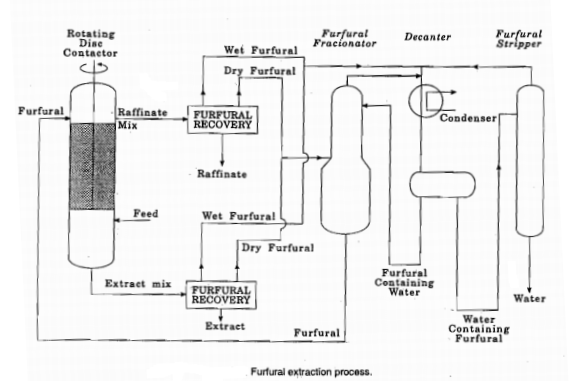 Rotating
Disc
Contactor
Furfural
Fracionator
Decanter
Furfural
Stripper
Wet Furfural
Dry Furfural
Furfural
Raffinate
Mix
FURFURAL
RECOVERY
Condenser
Raffinate
Feed
Wet Furfural
Dry Furfural
Extract mix
FURFURAL
RECOVERY
Extract
Furfural
Furfural
Containing
Water
Water
Containing
Furfural
Water
Furfural extraction process.